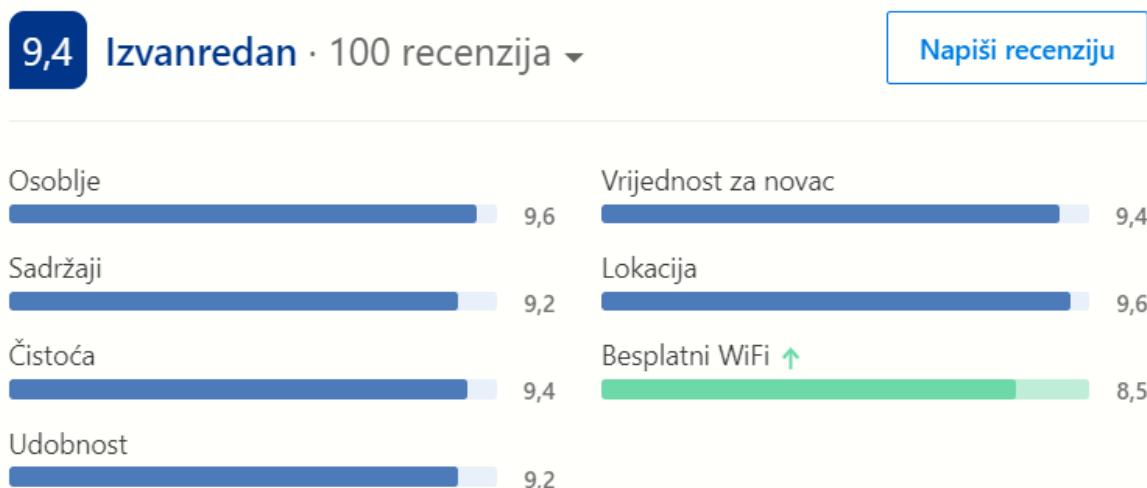 9,4 Izvanredan · 100 recenzija
Napiši recenziju
Osoblje
9,6
Vrijednost za novac
9,4
Sadržaji
9,2
Lokacija
9,6
Čistoća
9,4
Besplatni WiFi ↑
8,5
Udobnost
9,2